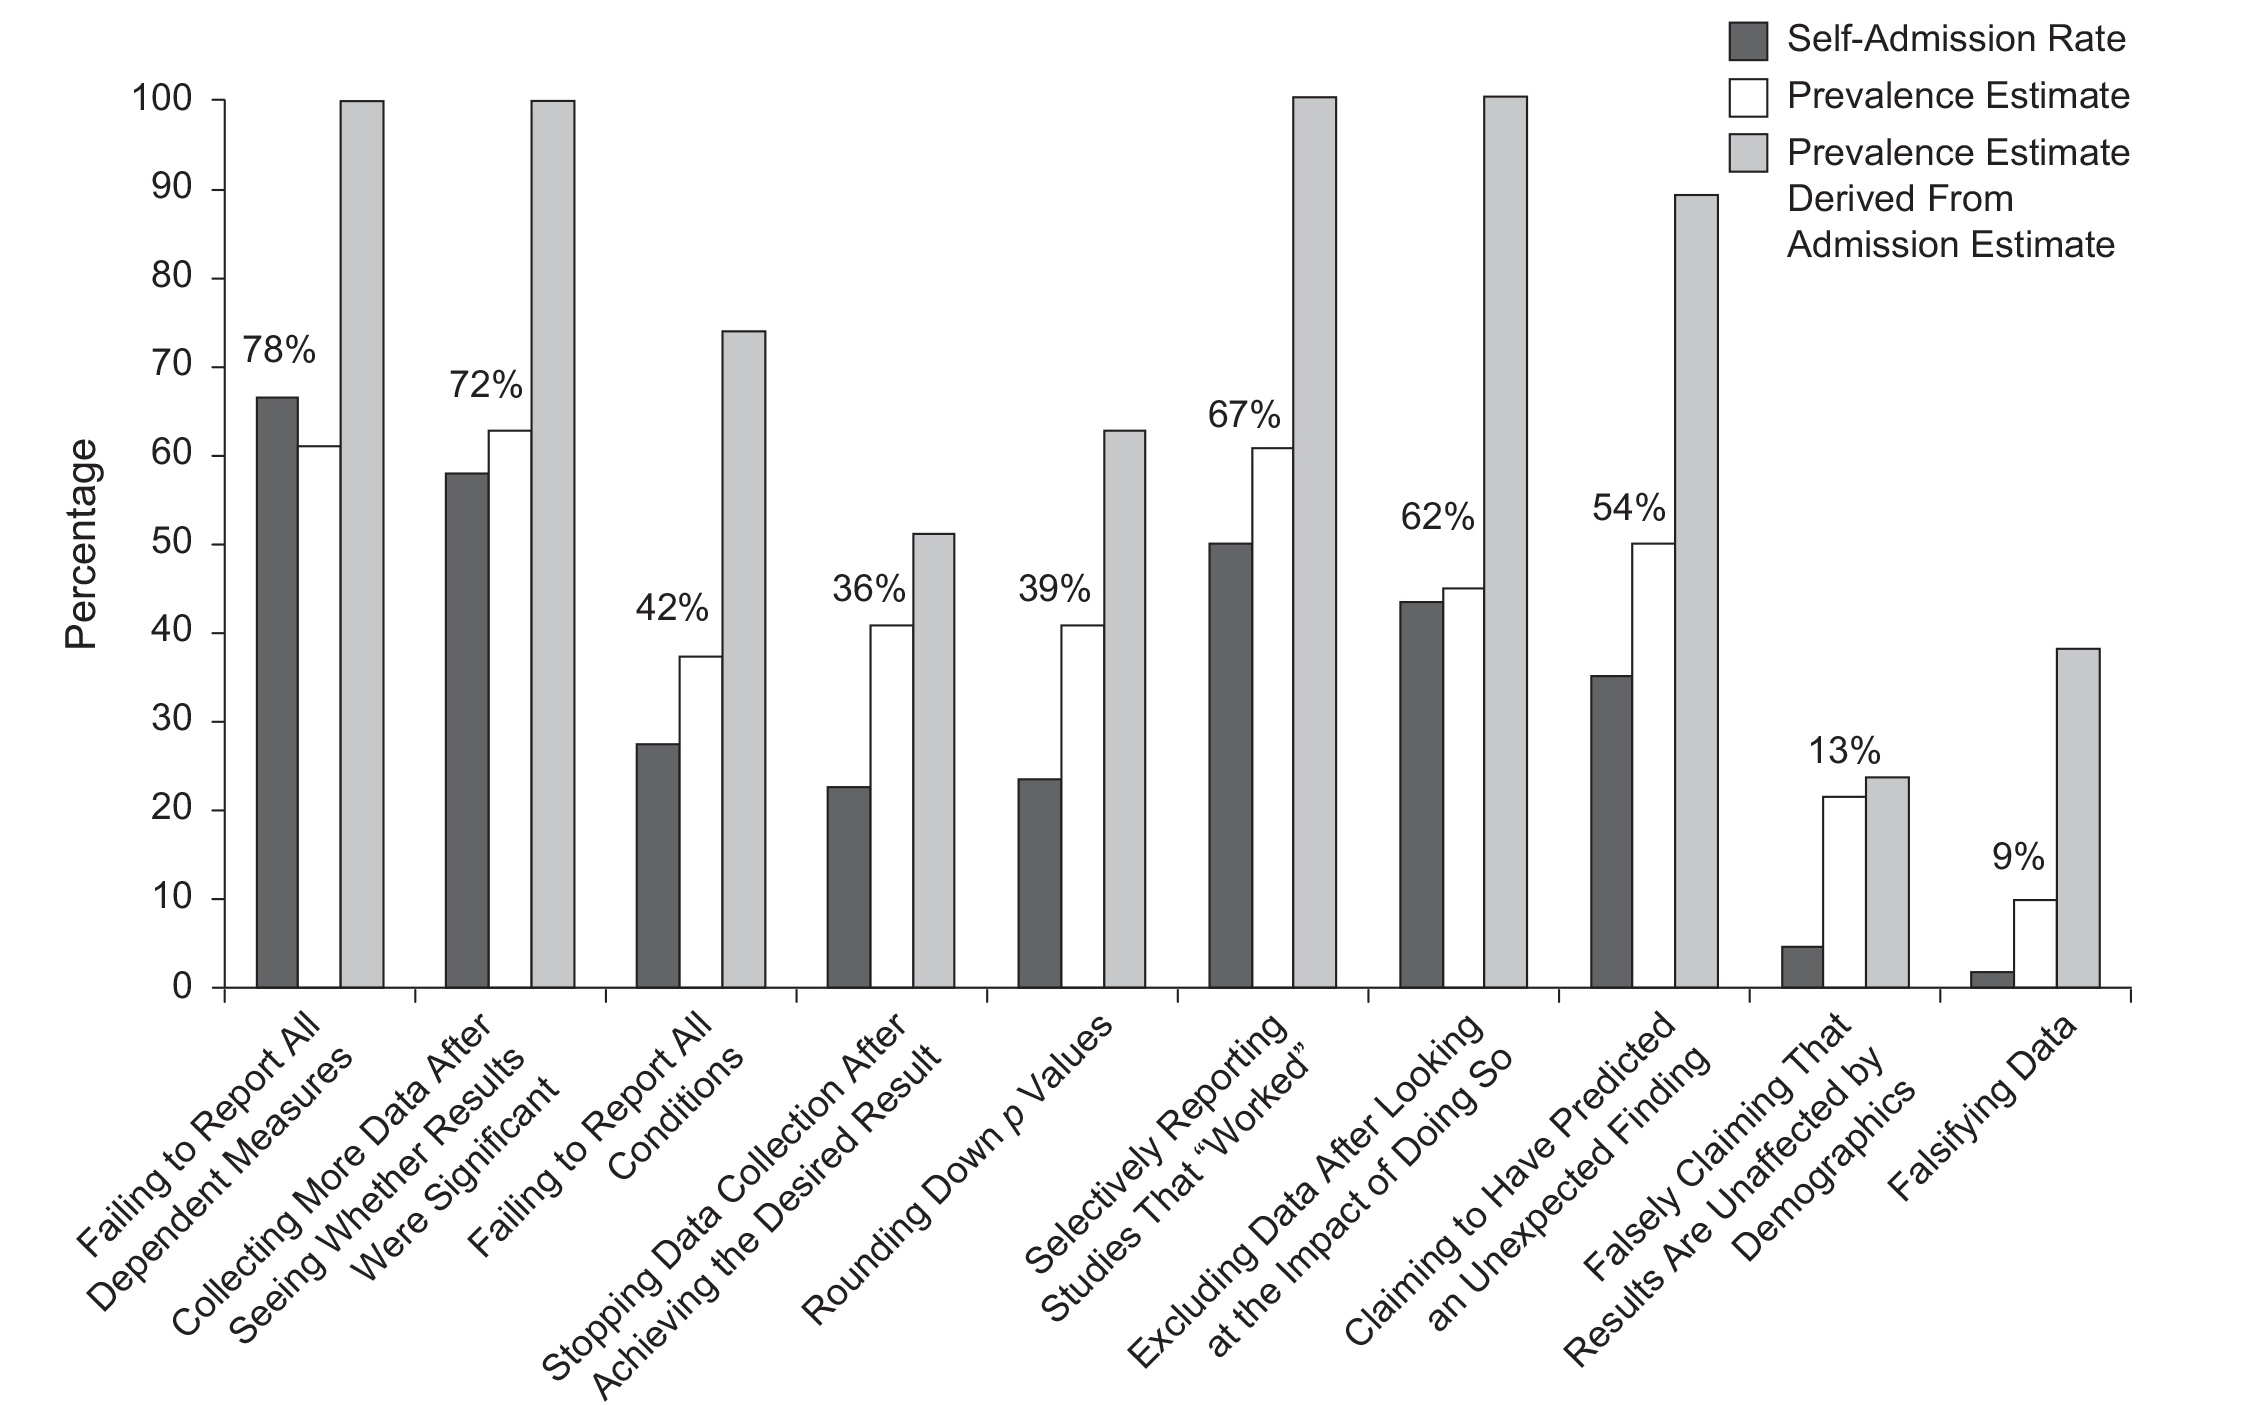 Self-Admission Rate
Prevalence Estimate
Prevalence Estimate
Derived From
Admission Estimate
Percentage
100
90
80
70
60
50
40
30
20
10
0
78%
72%
42%
36%
39%
67%
62%
54%
13%
9%
Failing to Report All
Dependent Measures
Collecting More Data After
Seeing Whether Results
Were Significant
Failing to Report All
Conditions
Stopping Data Collection After
Achieving the Desired Result
Rounding Down p Values
Selectively Reporting
Studies That “Worked”
Excluding Data After Looking
at the Impact of Doing So
Claiming to Have Predicted
an Unexpected Finding
Falsely Claiming That
Results Are Unaffected by
Demographics
Falsifying Data